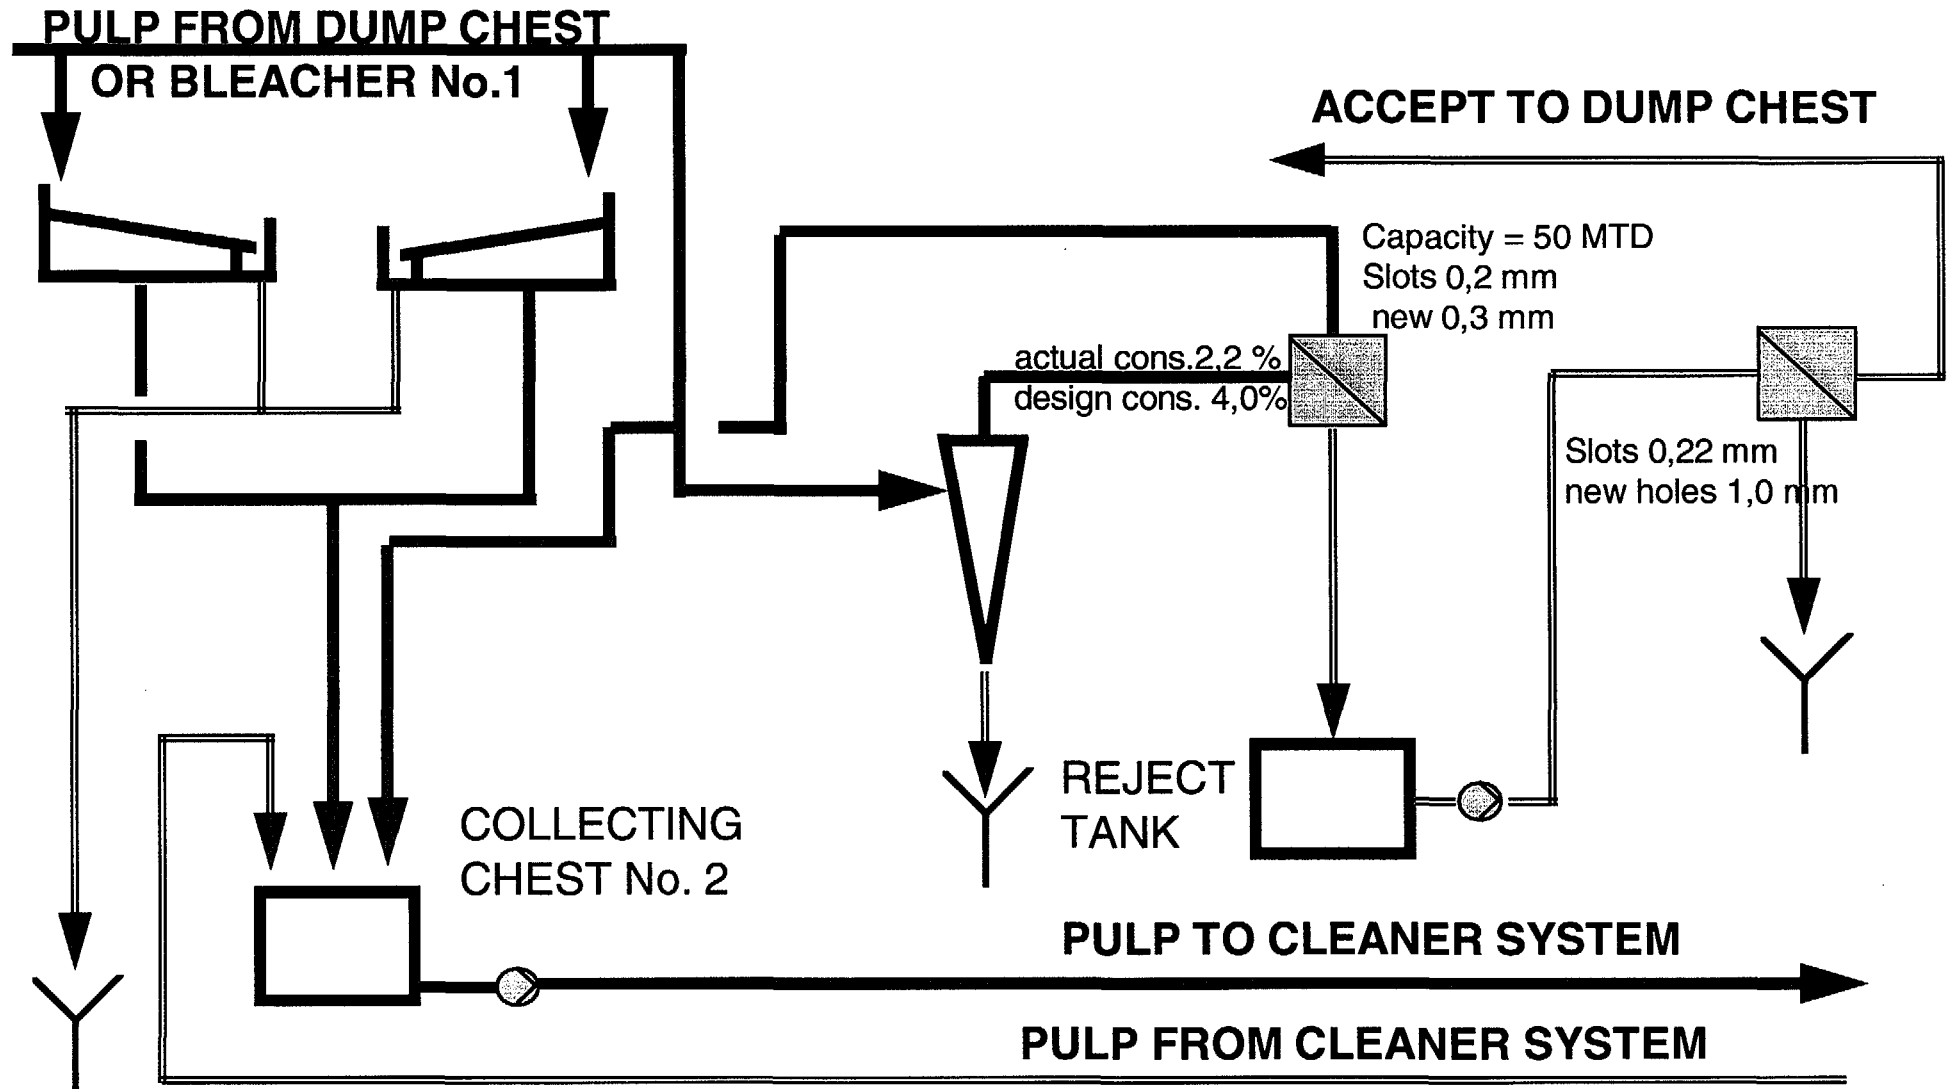 PULP FROM DUMP CHEST
OR BLEACHER No.1
ACCEPT TO DUMP CHEST
Capacity = 50 MTD
Slots 0,2 mm
new 0,3 mm
actual cons.2,2 %
design cons. 4,0%
Slots 0,22 mm
new holes 1,0 mm
REJECT
TANK
COLLECTING
CHEST No. 2
PULP TO CLEANER SYSTEM
PULP FROM CLEANER SYSTEM